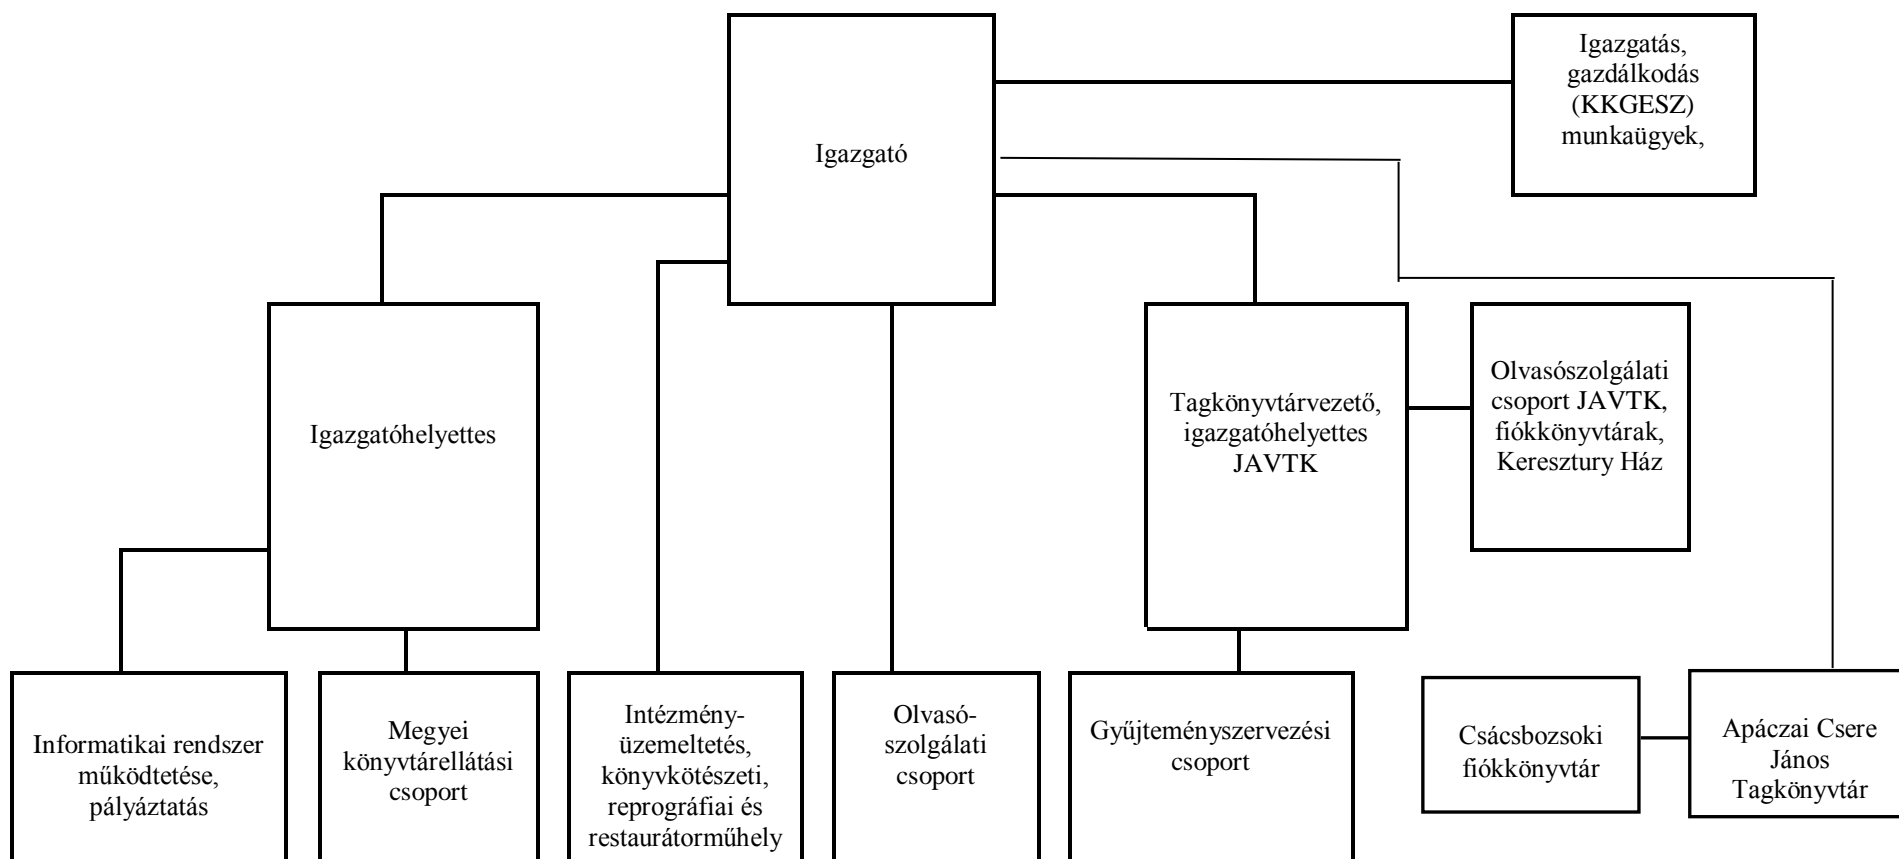 Igazgatás,
gazdálkodás
(KKGESZ)
munkaügyek,
Igazgató
Igazgatóhelyettes
Tagkönyvtárvezető,
igazgatóhelyettes
JAVTK
Olvasószolgálati
csoport JAVTK,
fiókkönyvtárak,
Keresztury Ház
Informatikai rendszer
működtetése,
pályáztatás
Megyei
könyvtárellátási
csoport
Intézmény-
üzemeltetés,
könyvkötészeti,
reprográfiai és
restaurátorműhely
Olvasó-
szolgálati
csoport
Gyűjteményszervezési
csoport
Csácsbozsoki
fiókkönyvtár
Apáczai Csere
János
Tagkönyvtár